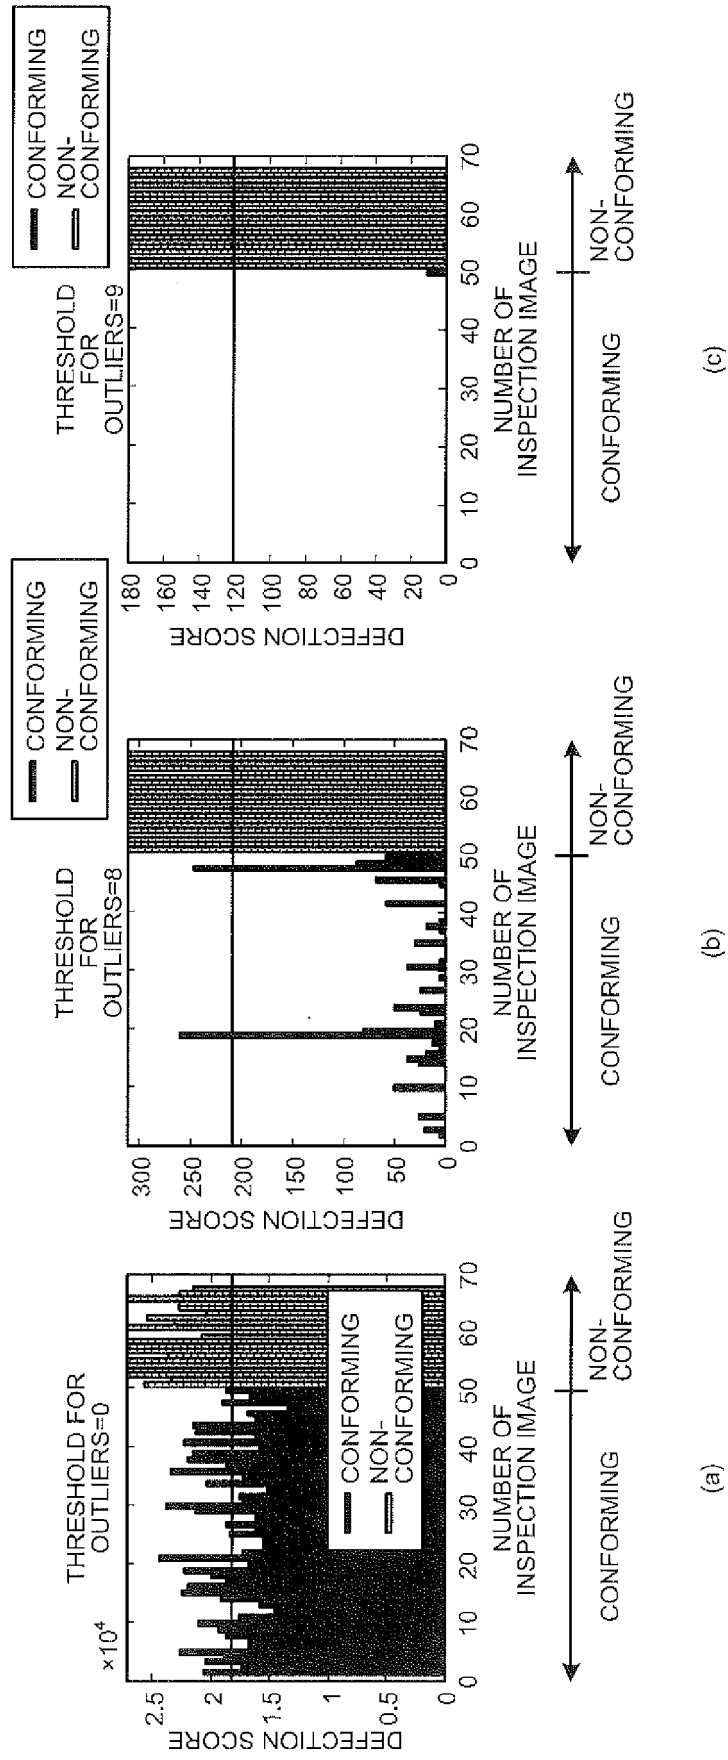 THRESHOLD FOR
OUTLIERS=0
×10⁴
2.5
2
1.5
1
0.5
0
DEFECTION SCORE
CONFORMING
NON-
CONFORMING
0 10 20 30 40 50 60 70
NUMBER OF
INSPECTION IMAGE
CONFORMING
NON-
CONFORMING
(a)
THRESHOLD
FOR
OUTLIERS=8
CONFORMING
NON-
CONFORMING
300
250
200
150
100
50
0
DEFECTION SCORE
0 10 20 30 40 50 60 70
NUMBER OF
INSPECTION IMAGE
CONFORMING
NON-
CONFORMING
(b)
THRESHOLD
FOR
OUTLIERS=9
CONFORMING
NON-
CONFORMING
180
160
140
120
100
80
60
40
20
0
DEFECTION SCORE
0 10 20 30 40 50 60 70
NUMBER OF
INSPECTION IMAGE
CONFORMING
NON-
CONFORMING
(c)